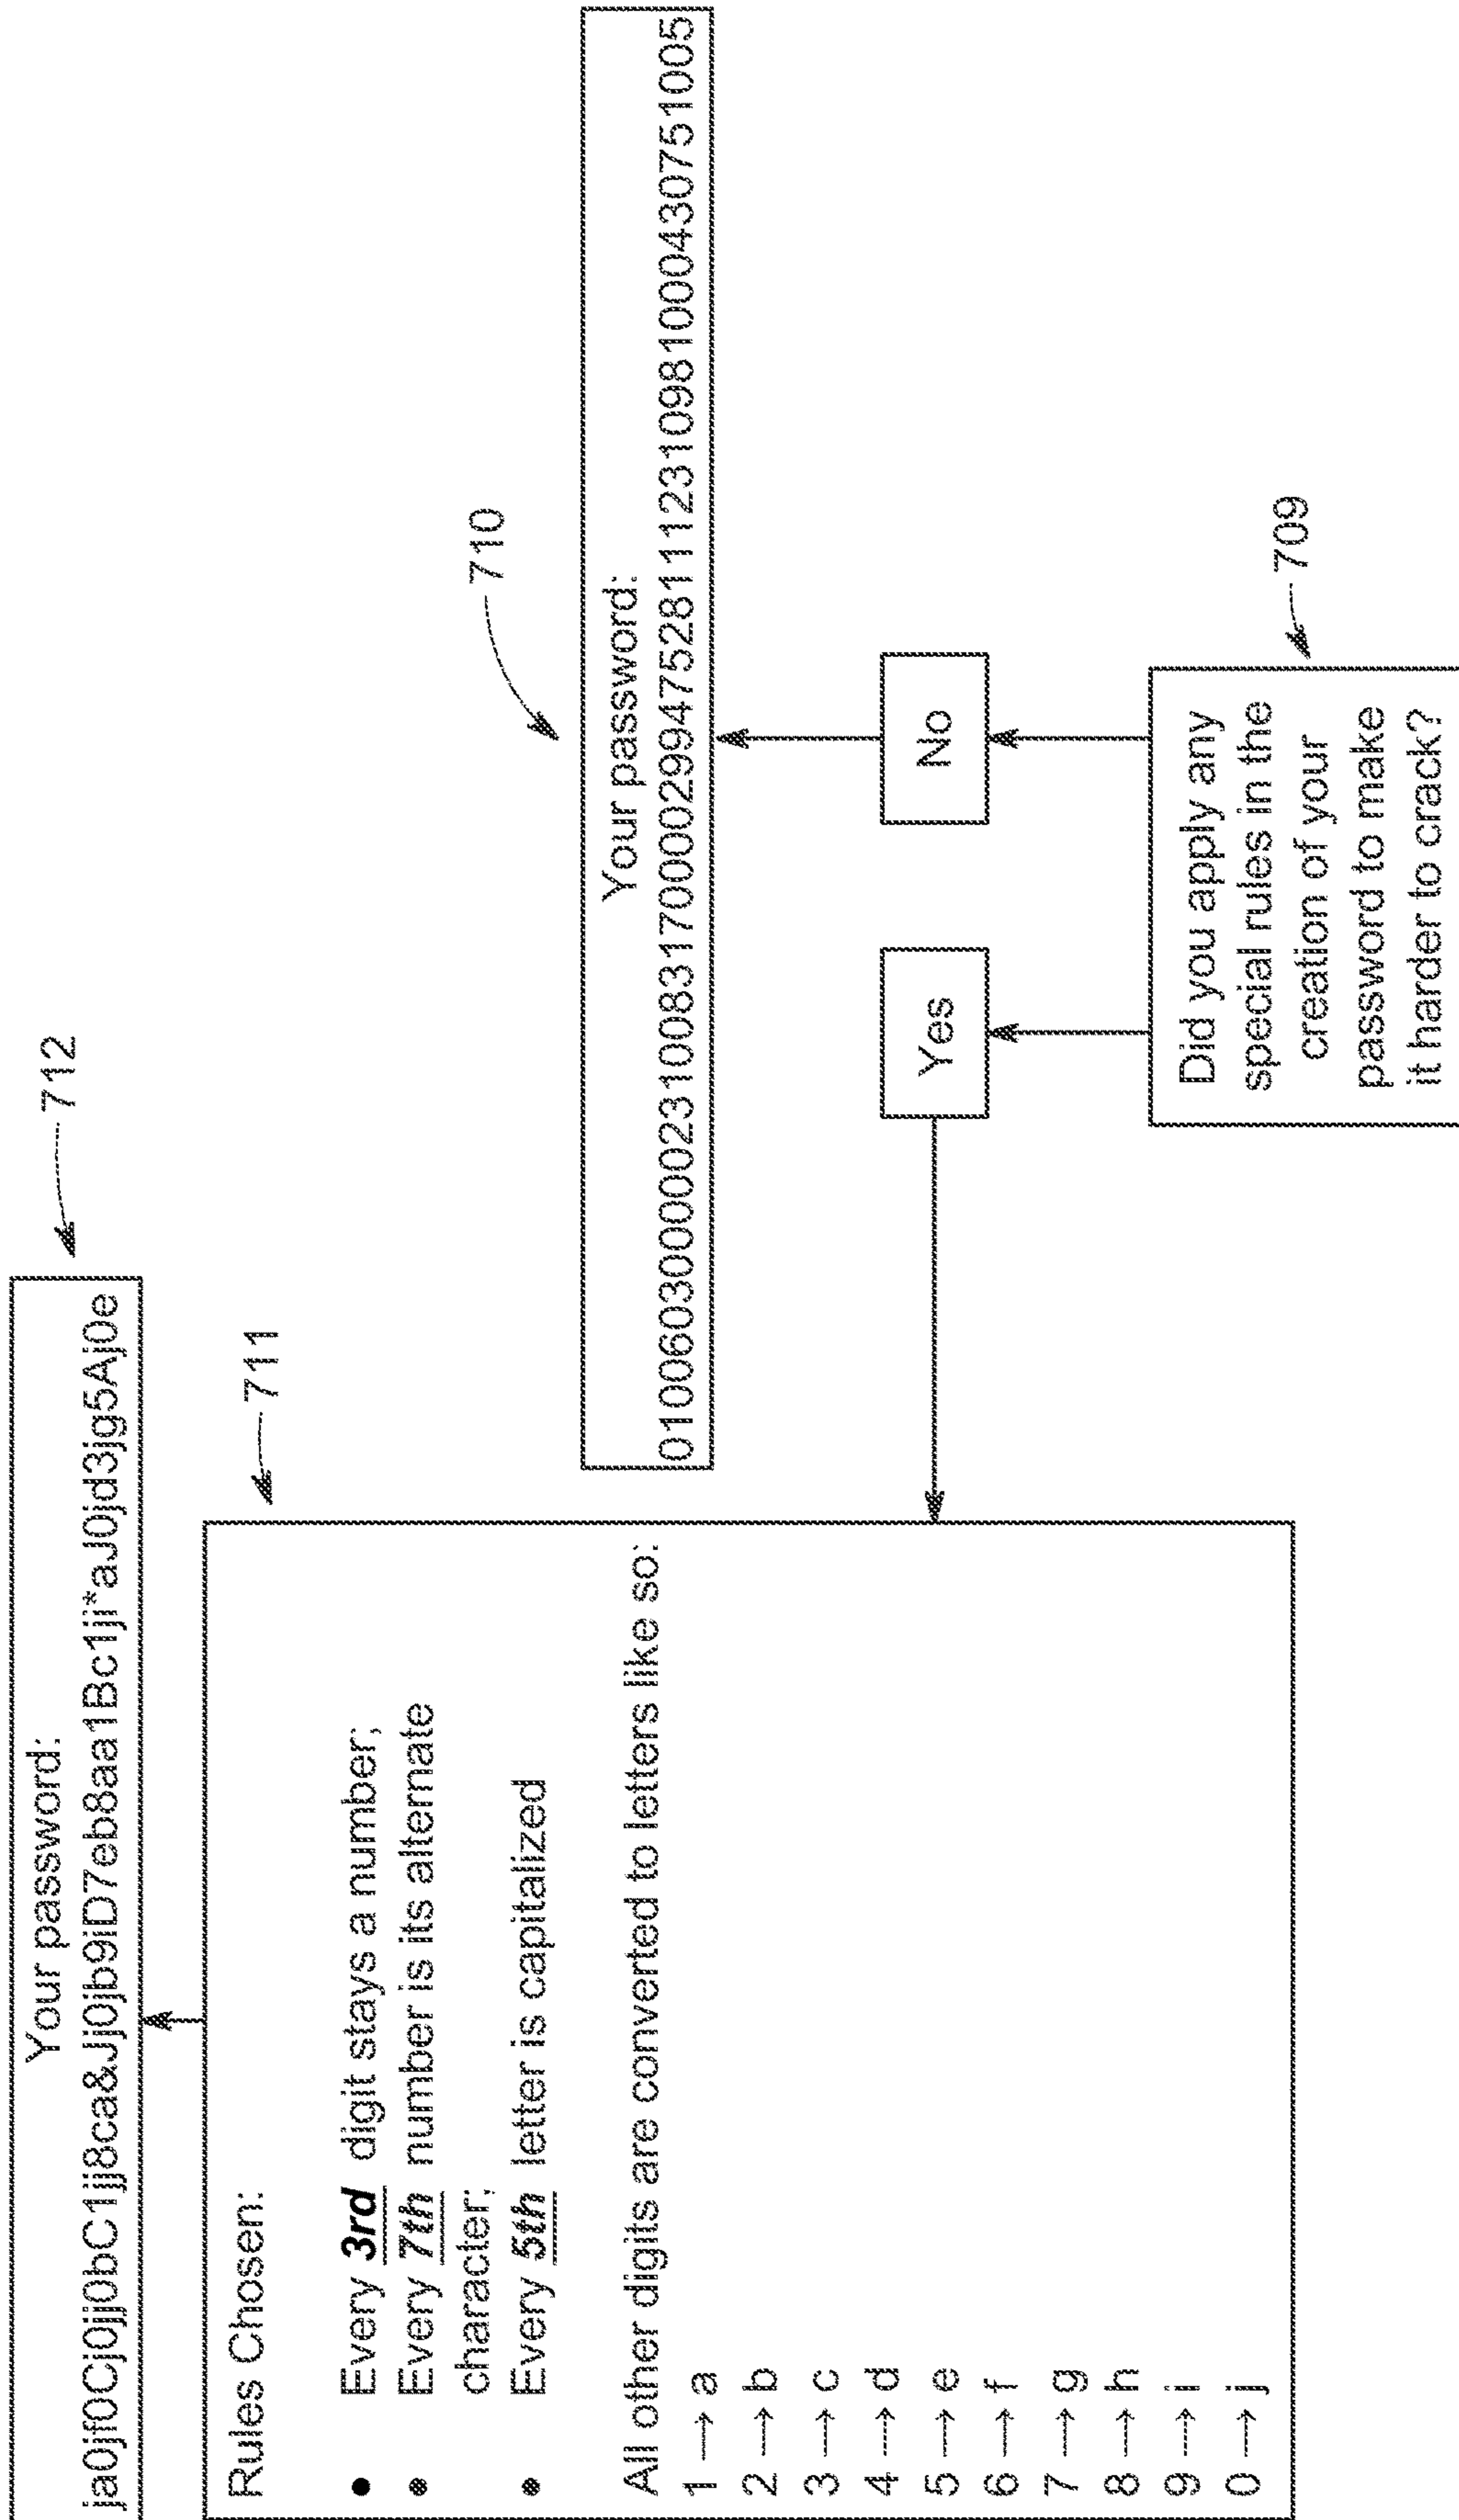 Your password:
ja0jf0Cj0jj0bC1jj8ca&Jj0jb9iD7eb8aa1Bc1ji*aJ0jd3jg5Aj0e
712
711
Rules Chosen:
● Every 3rd digit stays a number;
● Every 7th number is its alternate
character;
● Every 5th letter is capitalized
All other digits are converted to letters like so:
1 → a
2 → b
3 → c
4 → d
5 → e
6 → f
7 → g
8 → h
9 → i
0 → j
710
Your password:
0100603000002310083170000299475281112310981000430751005
Yes
No
709
Did you apply any
special rules in the
creation of your
password to make
it harder to crack?